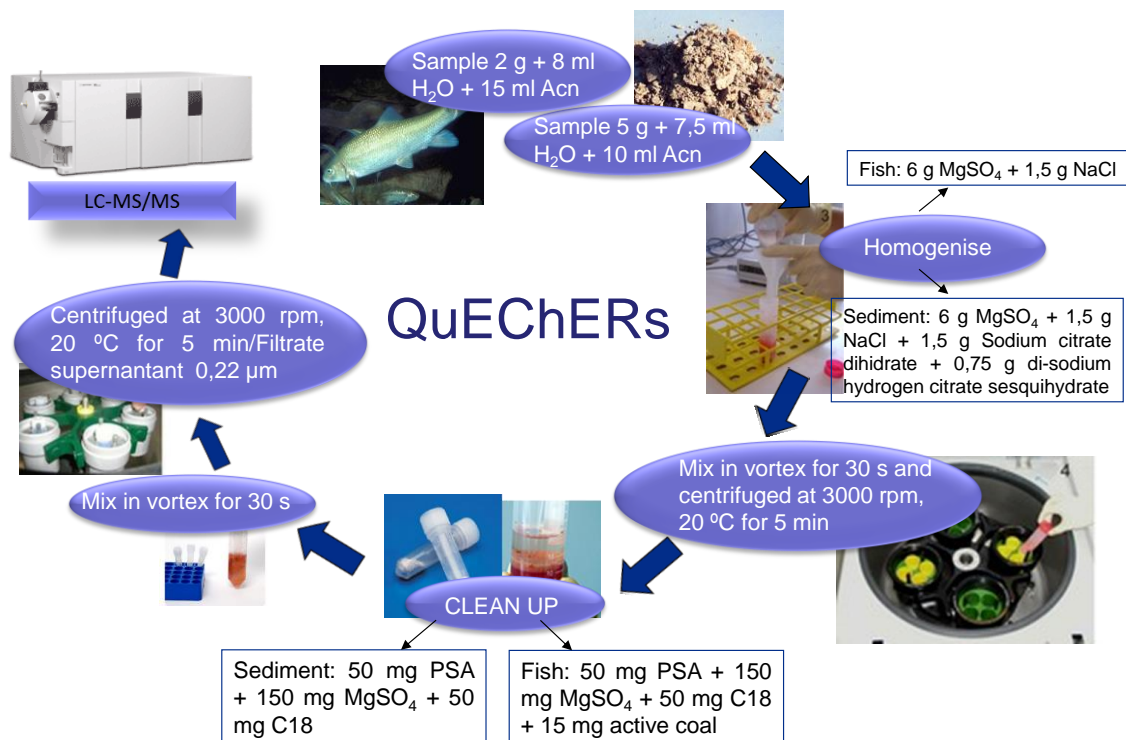 Sample 2 g + 8 ml
H₂O + 15 ml Acn
Sample 5 g + 7,5 ml
H₂O + 10 ml Acn
Fish: 6 g MgSO₄ + 1,5 g NaCl
3
Homogenise
Sediment: 6 g MgSO₄ + 1,5 g
NaCl + 1,5 g Sodium citrate
dihidrate + 0,75 g di-sodium
hydrogen citrate sesquihydrate
QuEChERs
Mix in vortex for 30 s and
centrifuged at 3000 rpm,
20 ºC for 5 min
4
CLEAN UP
Sediment: 50 mg PSA
+ 150 mg MgSO₄ + 50
mg C18
Fish: 50 mg PSA + 150
mg MgSO₄ + 50 mg C18
+ 15 mg active coal
Mix in vortex for 30 s
Centrifuged at 3000 rpm,
20 ºC for 5 min/Filtrate
supernantant 0,22 µm
LC-MS/MS